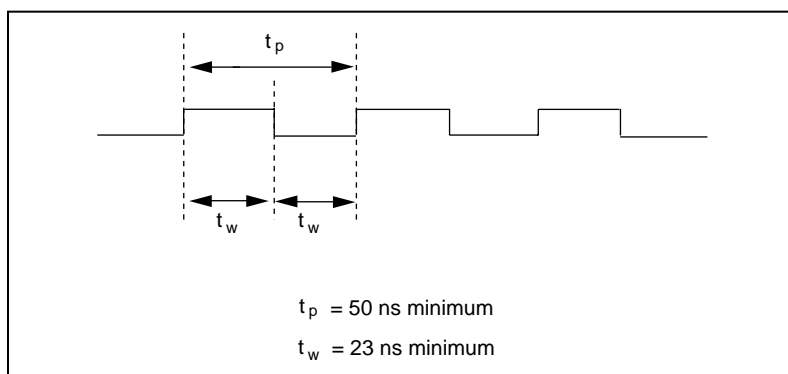 t p
t w t w
t p = 50 ns minimum
t w = 23 ns minimum